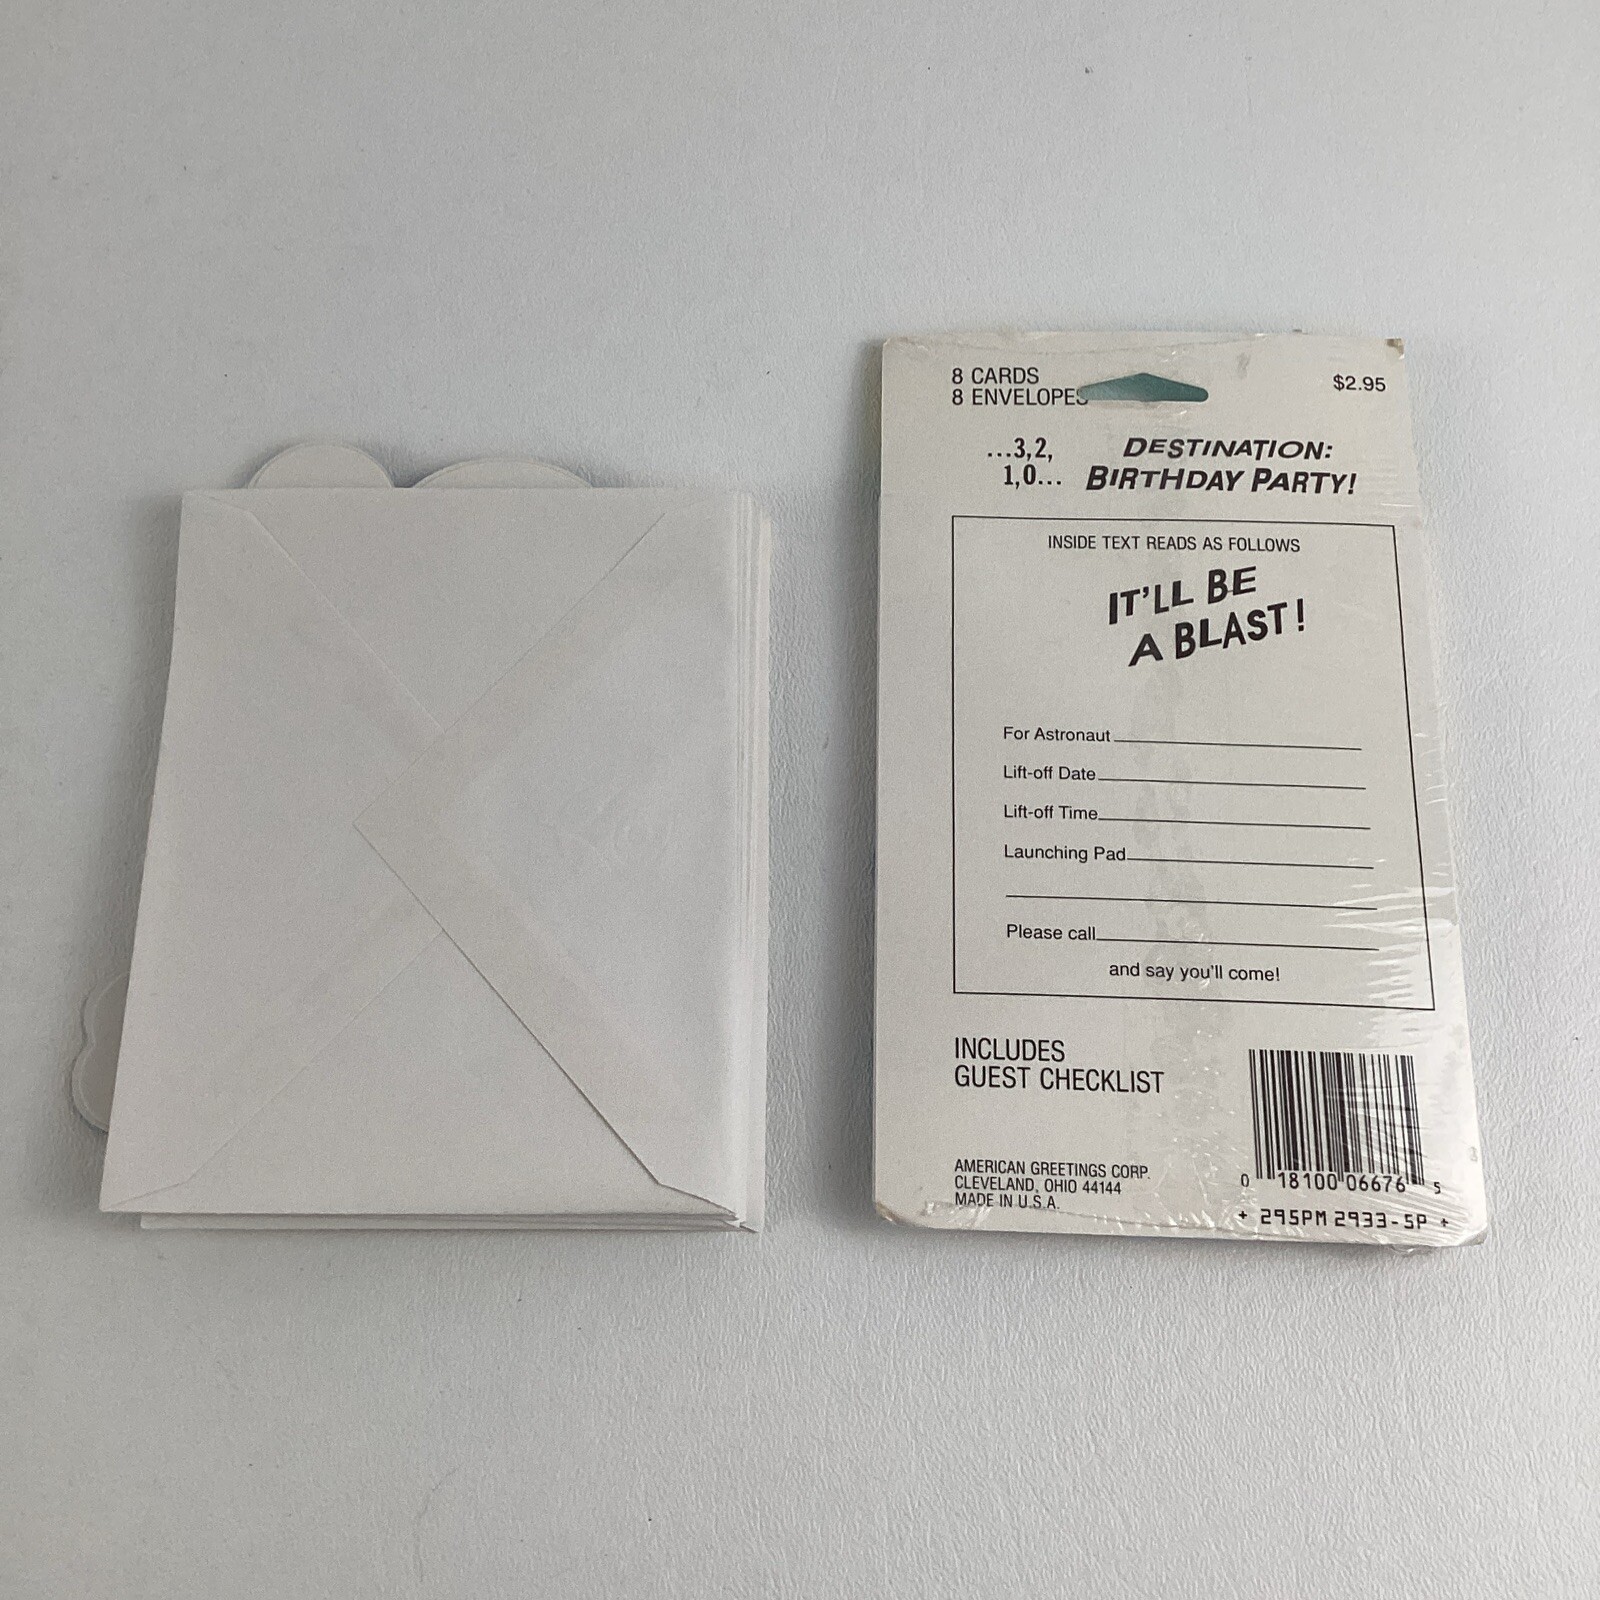 8 CARDS
8 ENVELOPES
$2.95
...3,2,
1,0...
DESTINATION:
BIRTHDAY PARTY!
INSIDE TEXT READS AS FOLLOWS
IT'LL BE
A BLAST!
For Astronaut
Lift-off Date
Lift-off Time
Launching Pad
Please call
and say you'll come!
INCLUDES
GUEST CHECKLIST
AMERICAN GREETINGS CORP.
CLEVELAND, OHIO 44144
MADE IN U.S.A.
0 18100 06676 5
+ 295PM 2933-5P +